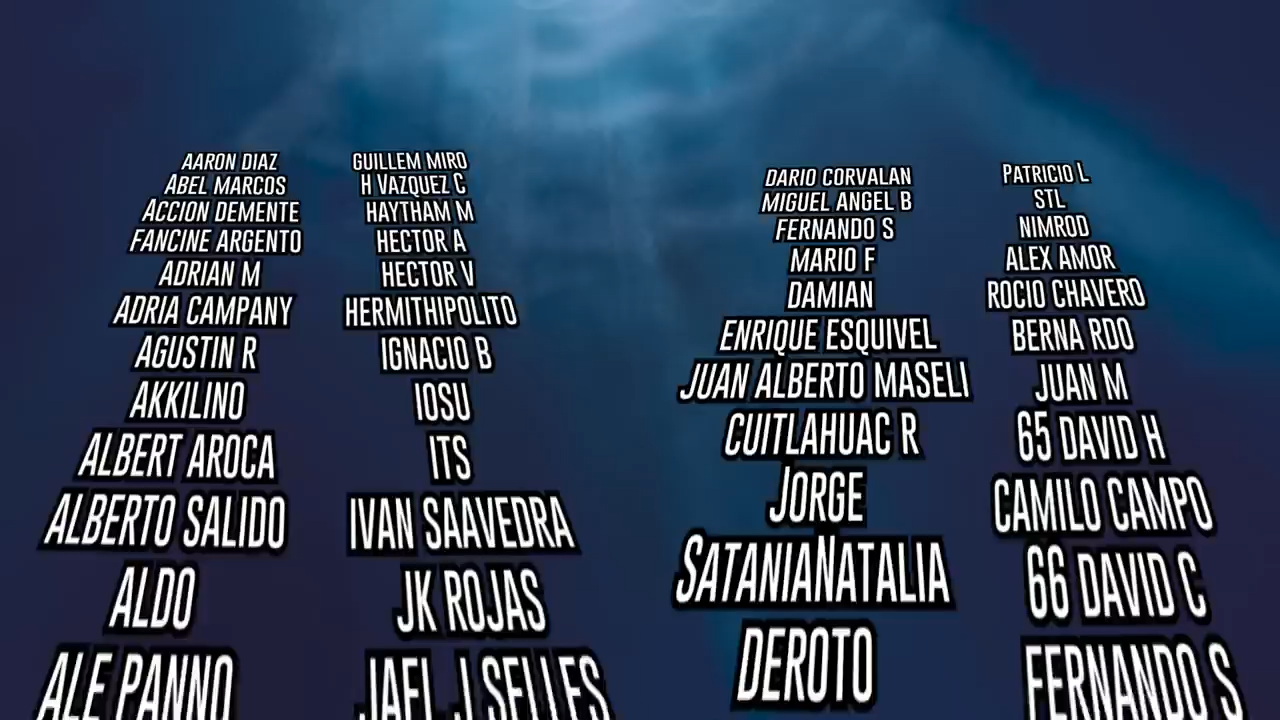 AARON DIAZ
ABEL MARCOS
ACCION DEMENTE
FANCINE ARGENTO
ADRIAN M
ADRIA CAMPANY
AGUSTIN R
AKKILINO
ALBERT AROCA
ALBERTO SALIDO
ALDO
ALE PANNO
GUILLEM MIRO
H VAZQUEZ C
HAYTHAM M
HECTOR A
HECTOR V
HERMITHIPOLITO
IGNACIO B
IOSU
ITS
IVAN SAAVEDRA
JK ROJAS
JAEL J SELLES
DARIO CORVALAN
MIGUEL ANGEL B
FERNANDO S
MARIO F
DAMIAN
ENRIQUE ESQUIVEL
JUAN ALBERTO MASELI
CUITLAHUAC R
JORGE
SATANIANATALIA
DEROTO
PATRICIO L
STL
NIMROD
ALEX AMOR
ROCIO CHAVERO
BERNA RDO
JUAN M
65 DAVID H
CAMILO CAMPO
66 DAVID C
FERNANDO S